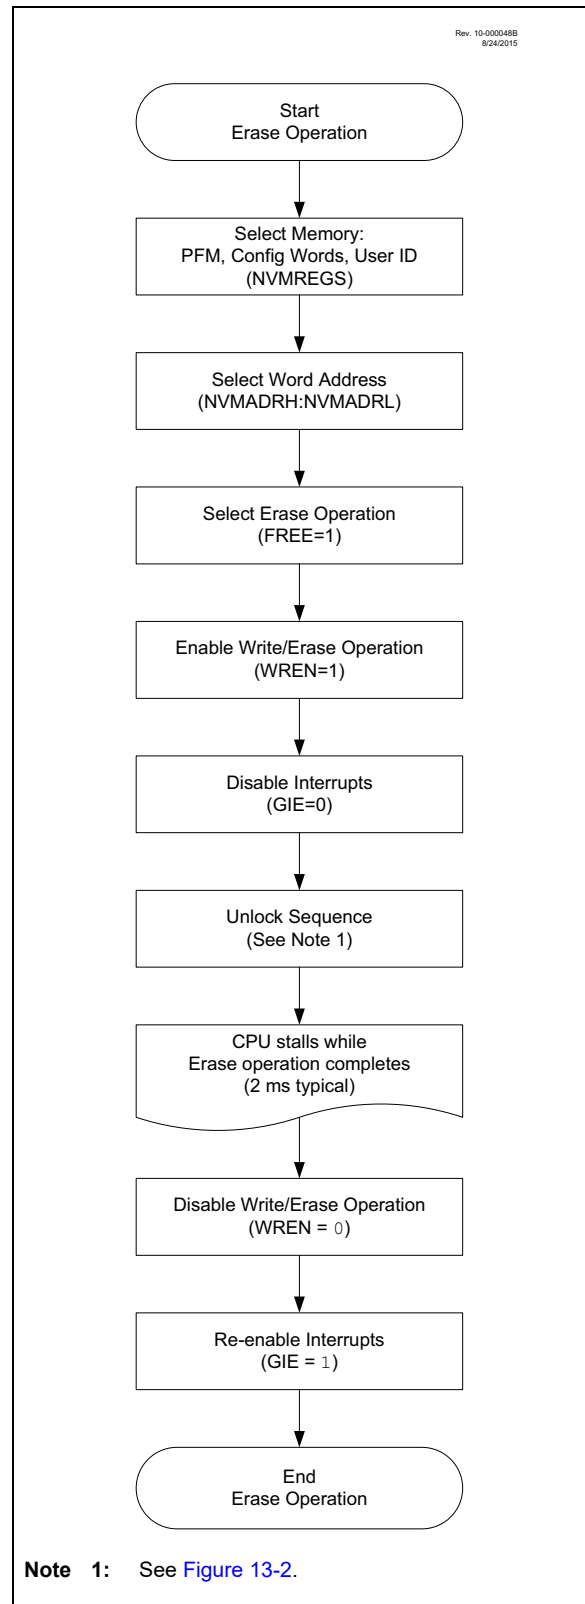 Rev. 10-000048B
8/24/2015
Start
Erase Operation
Select Memory:
PFM, Config Words, User ID
(NVMREGS)
Select Word Address
(NVMADRH:NVMADRL)
Select Erase Operation
(FREE=1)
Enable Write/Erase Operation
(WREN=1)
Disable Interrupts
(GIE=0)
Unlock Sequence
(See Note 1)
CPU stalls while
Erase operation completes
(2 ms typical)
Disable Write/Erase Operation
(WREN = 0)
Re-enable Interrupts
(GIE = 1)
End
Erase Operation
Note 1: See Figure 13-2.